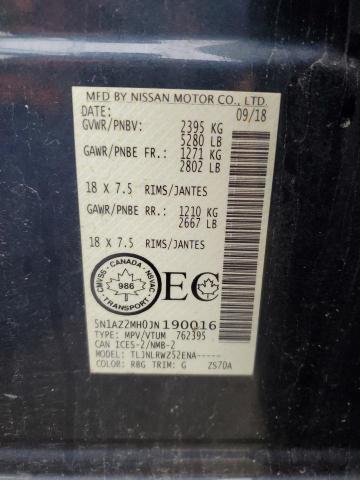 MFD BY NISSAN MOTOR CO., LTD.
DATE: 09/18
GVWR/PNBV: 2395 KG
5280 LB
GAWR/PNBE FR.: 1271 KG
2802 LB
18 X 7.5 RIMS/JANTES
GAWR/PNBE RR.: 1210 KG
2667 LB
18 X 7.5 RIMS/JANTES
CANADA
CMVSS NSVAC
986
TRANSPORT
EC
5N1AZ2MH0JN190016
TYPE: MPV/VTUM 762395
CAN ICES-2/NMB-2
MODEL: TLJNLRWZ52ENA-----
COLOR: RBG TRIM: G ZS7DA